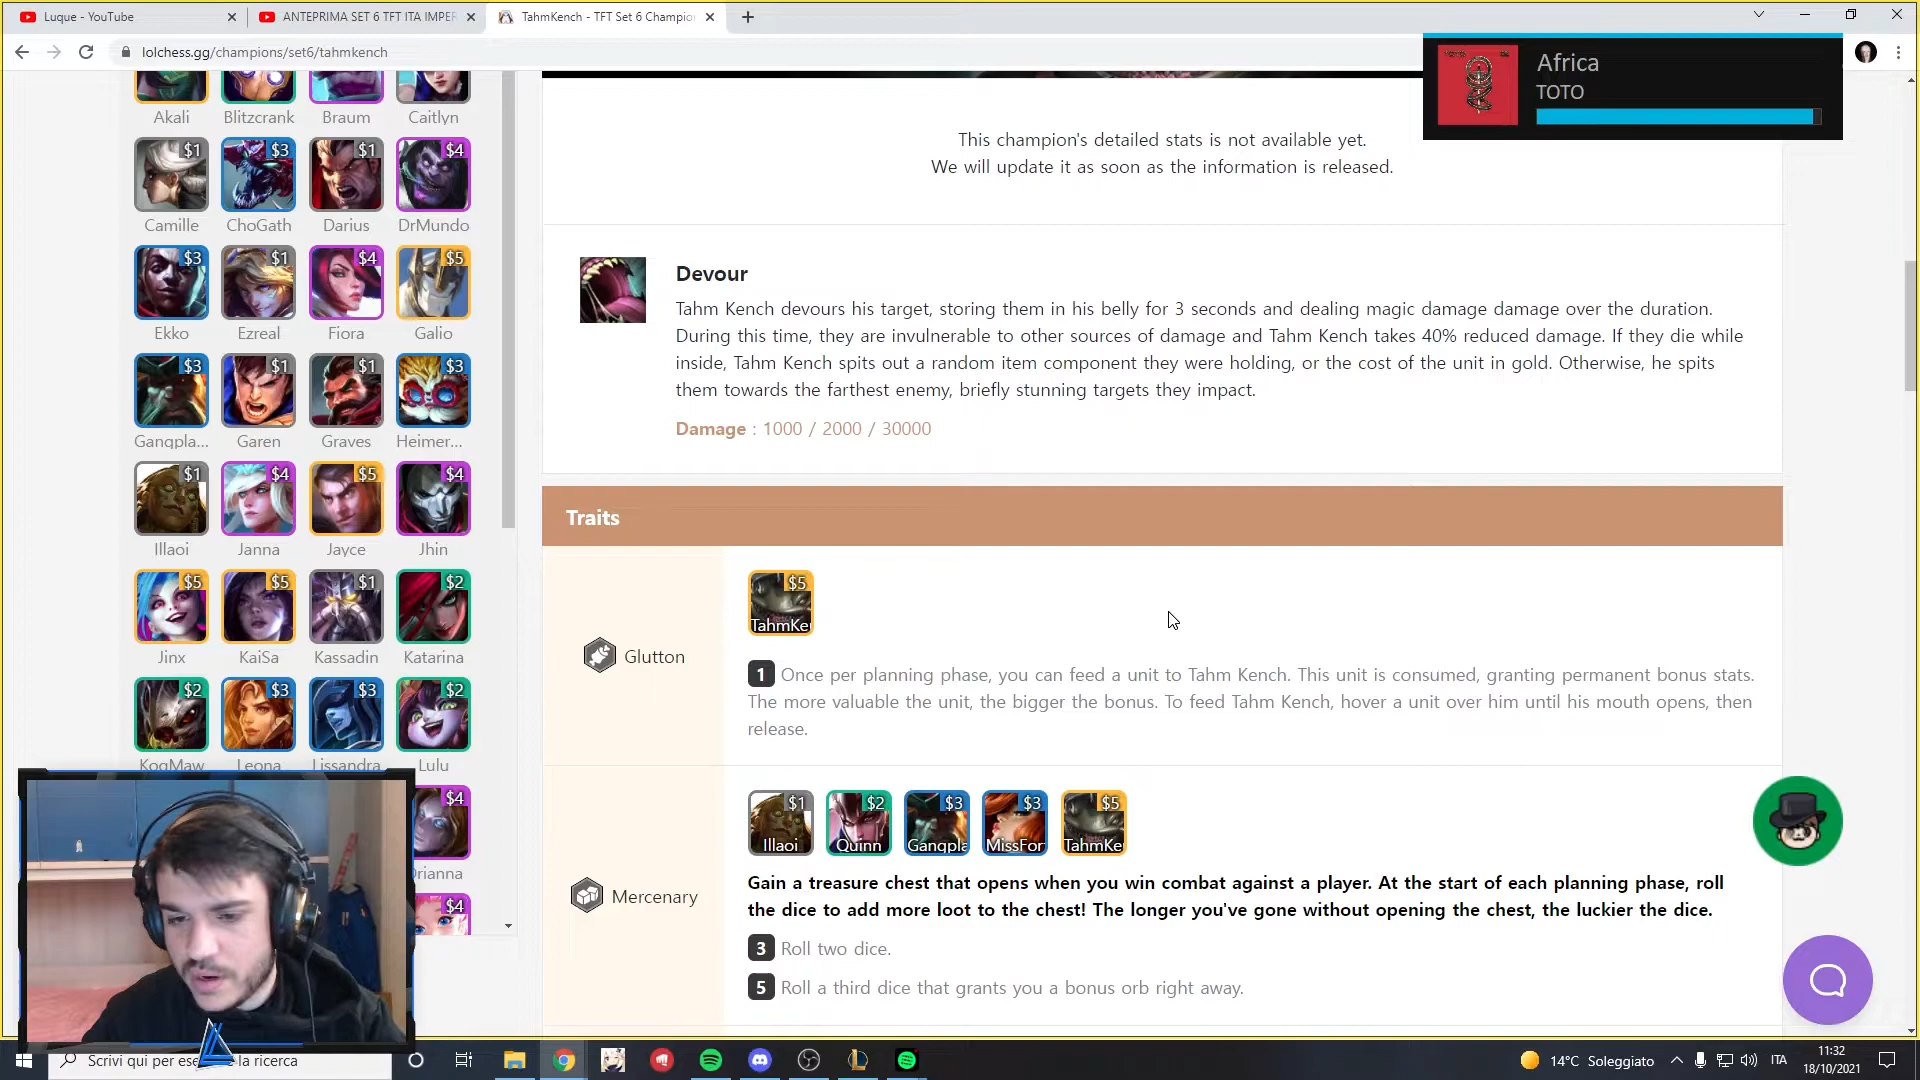 Luque - YouTube
ANTEPRIMA SET 6 TFT ITA IMPER
TahmKench - TFT Set 6 Champio
lolchess.gg/champions/set6/tahmkench
Africa
TOTO
Akali Blitzcrank Braum Caitlyn
$1 $3 $1 $4
Camille ChoGath Darius DrMundo
$3 $1 $4 $5
Ekko Ezreal Fiora Galio
$3 $1 $1 $3
Gangpla... Garen Graves Heimer...
$1 $4 $5 $4
Illaoi Janna Jayce Jhin
$5 $5 $1 $2
Jinx KaiSa Kassadin Katarina
$2 $3 $3 $2
KogMaw Leona Lissandra Lulu
$4
Orianna
$4
This champion's detailed stats is not available yet.
We will update it as soon as the information is released.
Devour
Tahm Kench devours his target, storing them in his belly for 3 seconds and dealing magic damage damage over the duration.
During this time, they are invulnerable to other sources of damage and Tahm Kench takes 40% reduced damage. If they die while
inside, Tahm Kench spits out a random item component they were holding, or the cost of the unit in gold. Otherwise, he spits
them towards the farthest enemy, briefly stunning targets they impact.
Damage : 1000 / 2000 / 30000
Traits
$5
TahmKe
Glutton
1 Once per planning phase, you can feed a unit to Tahm Kench. This unit is consumed, granting permanent bonus stats.
The more valuable the unit, the bigger the bonus. To feed Tahm Kench, hover a unit over him until his mouth opens, then
release.
$1 $2 $3 $3 $5
Illaoi Quinn Gangpla MissFor TahmKe
Mercenary
Gain a treasure chest that opens when you win combat against a player. At the start of each planning phase, roll
the dice to add more loot to the chest! The longer you've gone without opening the chest, the luckier the dice.
3 Roll two dice.
5 Roll a third dice that grants you a bonus orb right away.
Scrivi qui per ese e la ricerca
14°C Soleggiato
ITA
11:32
18/10/2021